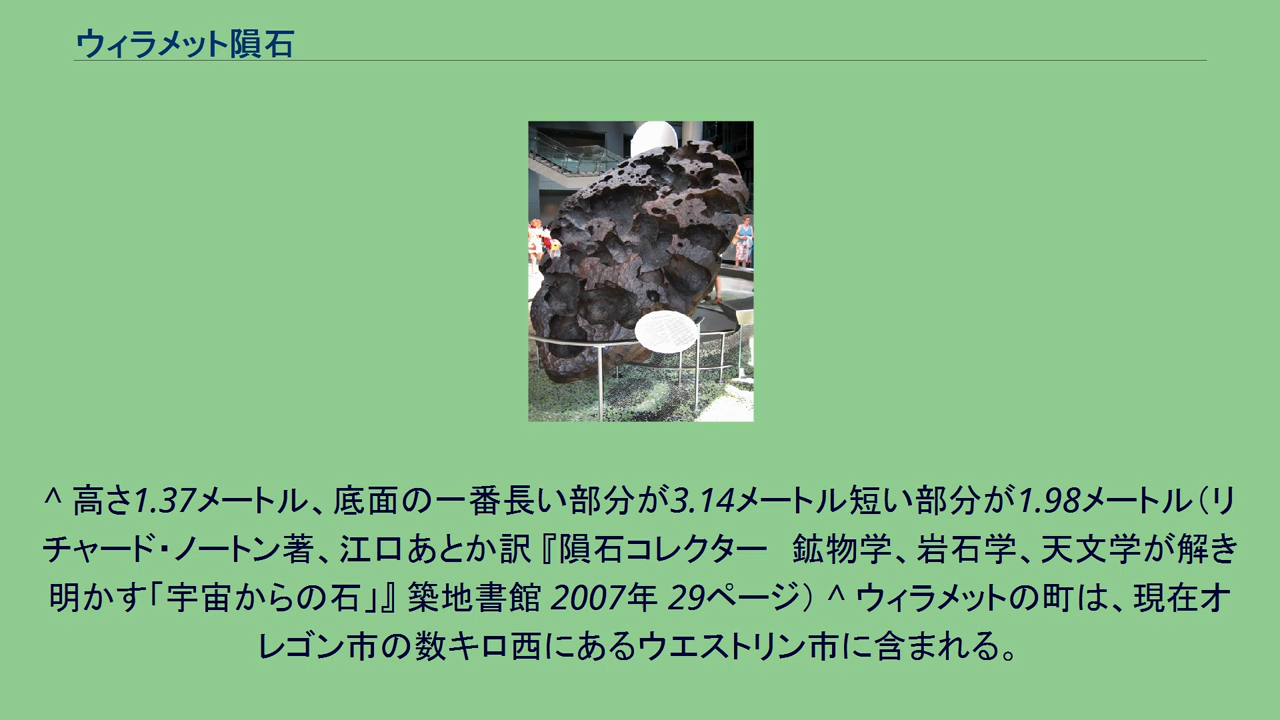 ウィラメット隕石
^ 高さ1.37メートル、底面の一番長い部分が3.14メートル短い部分が1.98メートル（リ
チャード・ノートン著、江口あとか訳『隕石コレクター　鉱物学、岩石学、天文学が解き
明かす「宇宙からの石」』 築地書館 2007年 29ページ） ^ ウィラメットの町は、現在オ
レゴン市の数キロ西にあるウエストリン市に含まれる。